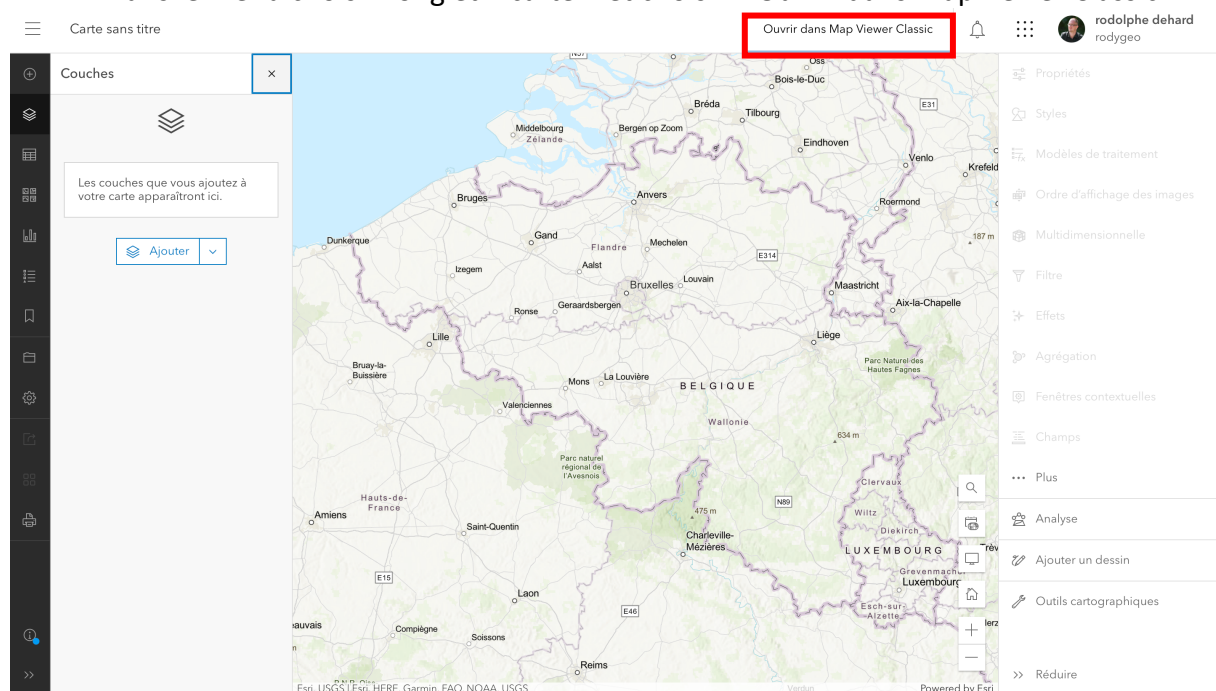 Carte sans titre
Ouvrir dans Map Viewer Classic
rodolphe dehard
rodygeo
Couches
Les couches que vous ajoutez à
votre carte apparaîtront ici.
Ajouter
N57
Oss
Bois-le-Duc
Bréda
Tilbourg
E31
Middelbourg
Zélande
Bergen op Zoom
Eindhoven
Venlo
Krefeld
Bruges
Anvers
Roermond
Dunkerque
Gand
Flandre
Mechelen
187 m
E314
Izegem
Aalst
Bruxelles
Louvain
Maastricht
Aix-la-Chapelle
Ronse
Geraardsbergen
Lille
Liège
Bruay-la-
Buissière
Mons
La Louvière
BELGIQUE
Parc Naturel des
Hautes Fagnes
Valenciennes
Wallonie
634 m
Parc naturel
régional de
l'Avesnois
Clervaux
Hauts-de-
France
Amiens
475 m
N89
Wiltz
Saint-Quentin
Diekirch
Charleville-
Mézières
LUXEMBOURG
Trèv
E15
Grevenmacher
Luxembourg
Laon
E46
Esch-sur-
Alzette
erz
eauvais
Compiègne
Soissons
Reims
Verdun
Esri, USGS | Esri, HERE, Garmin, FAO, NOAA, USGS
Powered by Esri
Propriétés
Styles
Modèles de traitement
Ordre d'affichage des images
Multidimensionnelle
Filtre
Effets
Agrégation
Fenêtres contextuelles
Champs
Plus
Analyse
Ajouter un dessin
Outils cartographiques
Réduire